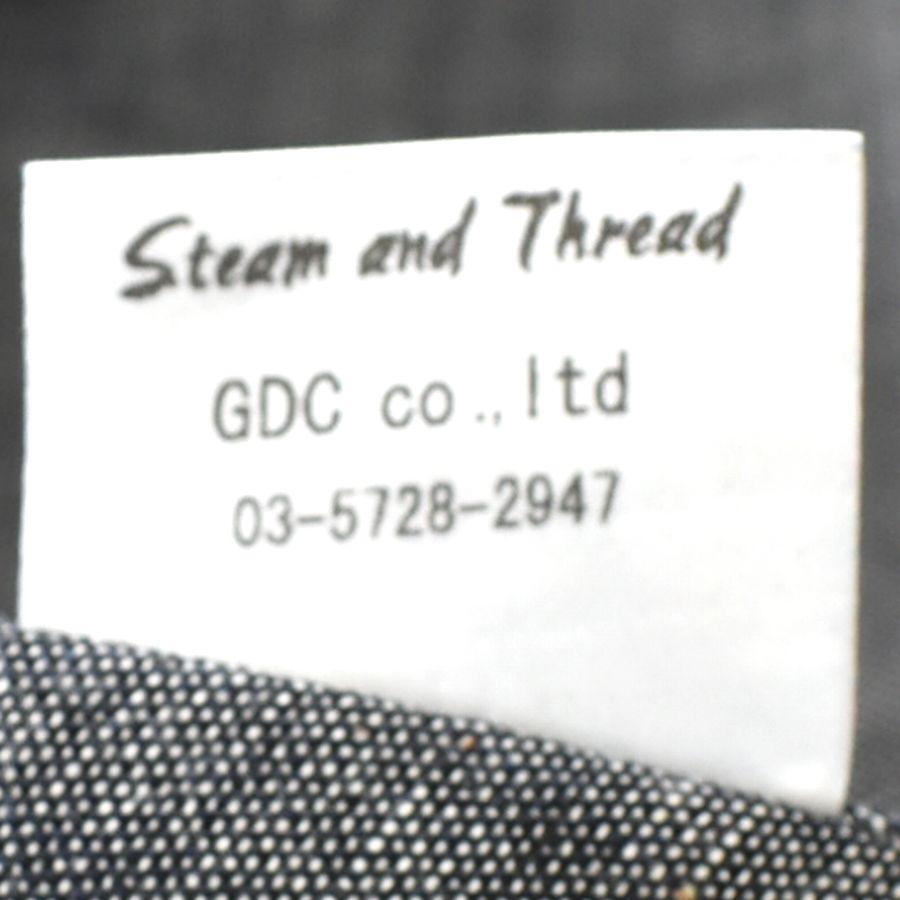 Steam and Thread
GDC co.,ltd
03-5728-2947